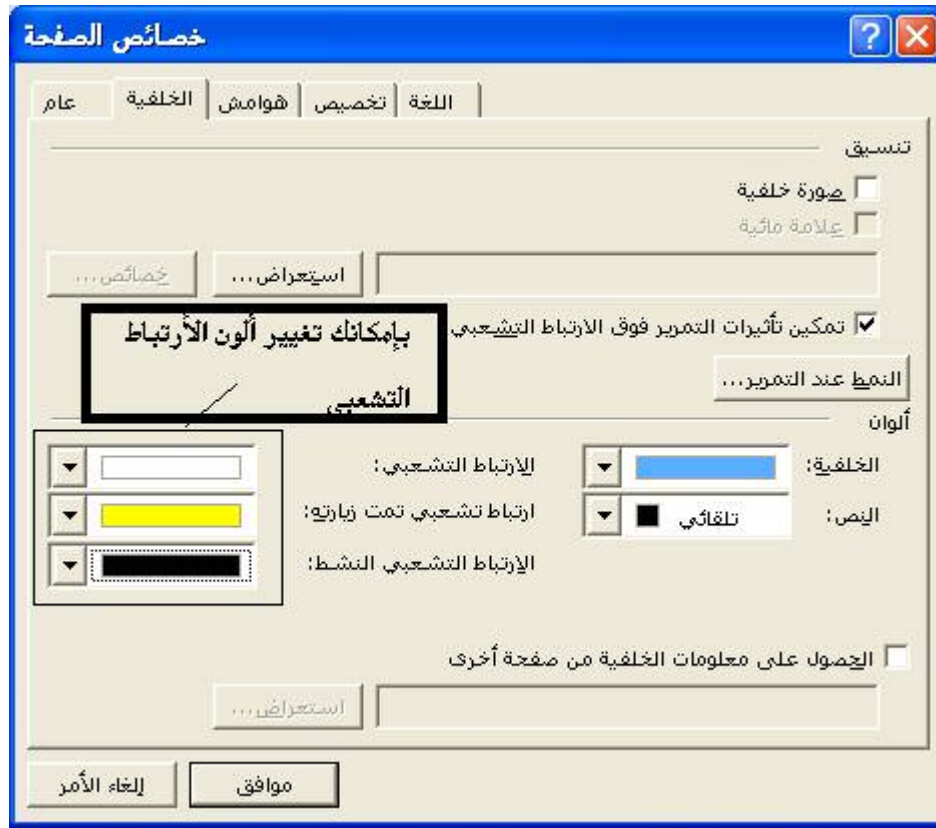 خصائص الصفحة
عام الخلفية هوامش تخصيص اللغة
تنسيق
صورة خلفية
علامة مائية
استعراض... خصائص...
تمكين تأثيرات التمرير فوق الارتباط التشعبي
بإمكانك تغيير ألون الأرتباط
التشعبي
النمط عند التمرير...
ألوان
الخلفية: الارتباط التشعبي:
النص: تلقائي ارتباط تشعبي تمت زيارته:
الارتباط التشعبي النشط:
الحصول على معلومات الخلفية من صفحة أخرى
استعراض...
موافق إلغاء الأمر